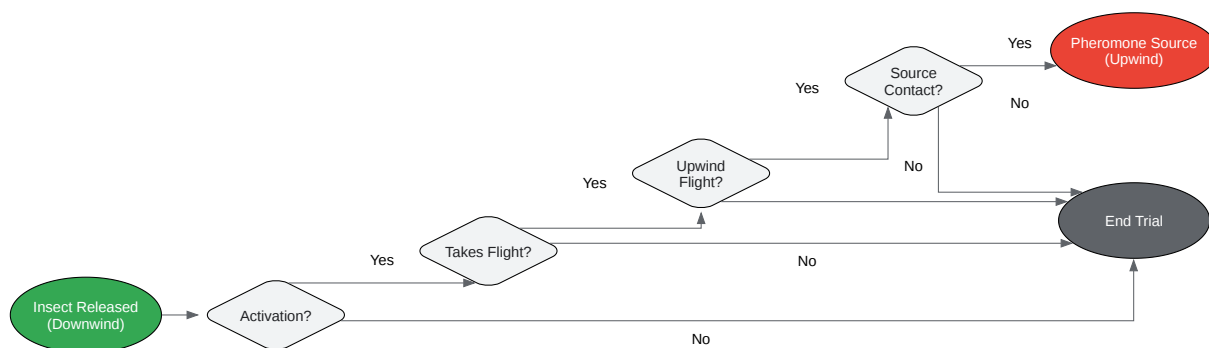 Pheromone Source
(Upwind)
Yes
Source
Contact?
Yes
No
Upwind
Flight?
No
Yes
End Trial
Takes Flight?
Yes
No
Insect Released
(Downwind)
Activation?
No